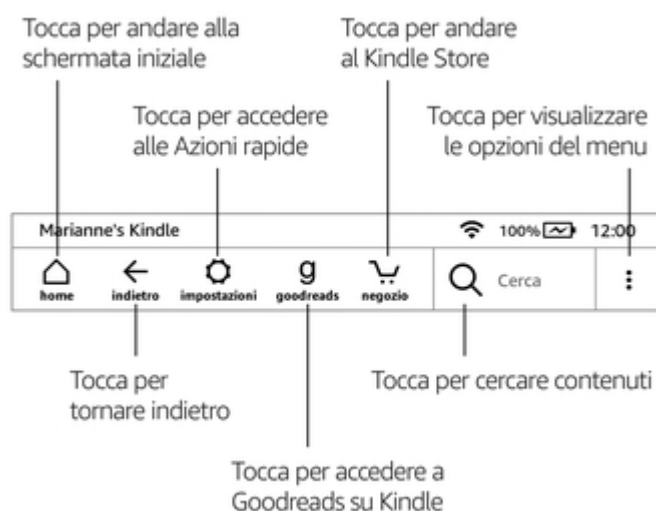 Tocca per andare alla
schermata iniziale
Tocca per andare
al Kindle Store
Tocca per accedere
alle Azioni rapide
Tocca per visualizzare
le opzioni del menu
Marianne's Kindle
100%
12:00
home
indietro
impostazioni
g
goodreads
negozio
Cerca
Tocca per
tornare indietro
Tocca per cercare contenuti
Tocca per accedere a
Goodreads su Kindle